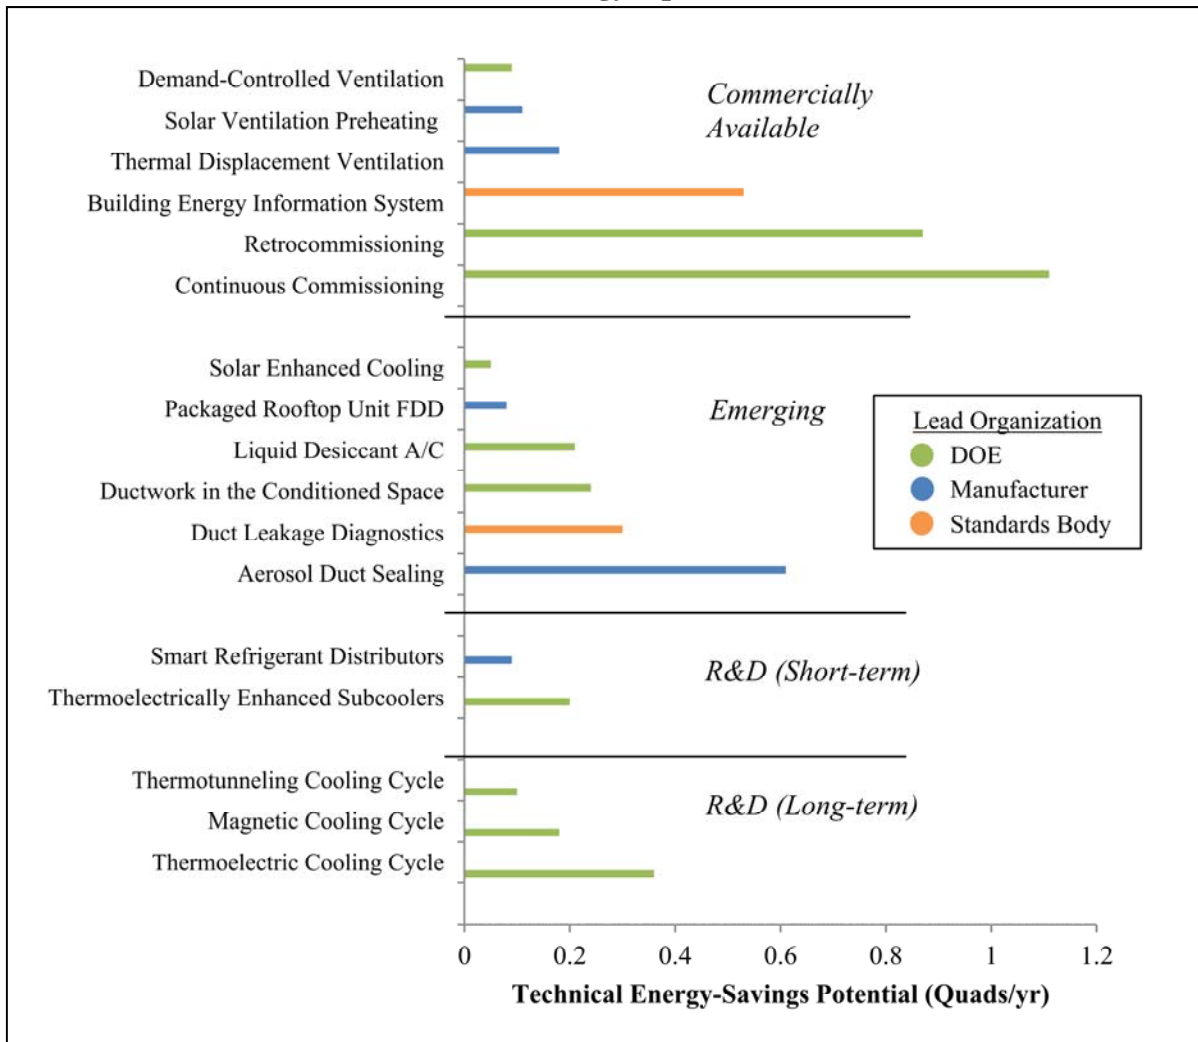 Demand-Controlled Ventilation
Solar Ventilation Preheating
Thermal Displacement Ventilation
Building Energy Information System
Retrocommissioning
Continuous Commissioning
Commercially
Available
Solar Enhanced Cooling
Packaged Rooftop Unit FDD
Liquid Desiccant A/C
Ductwork in the Conditioned Space
Duct Leakage Diagnostics
Aerosol Duct Sealing
Emerging
Lead Organization
DOE
Manufacturer
Standards Body
Smart Refrigerant Distributors
Thermoelectrically Enhanced Subcoolers
R&D (Short-term)
Thermotunneling Cooling Cycle
Magnetic Cooling Cycle
Thermoelectric Cooling Cycle
R&D (Long-term)
0 0.2 0.4 0.6 0.8 1 1.2
Technical Energy-Savings Potential (Quads/yr)